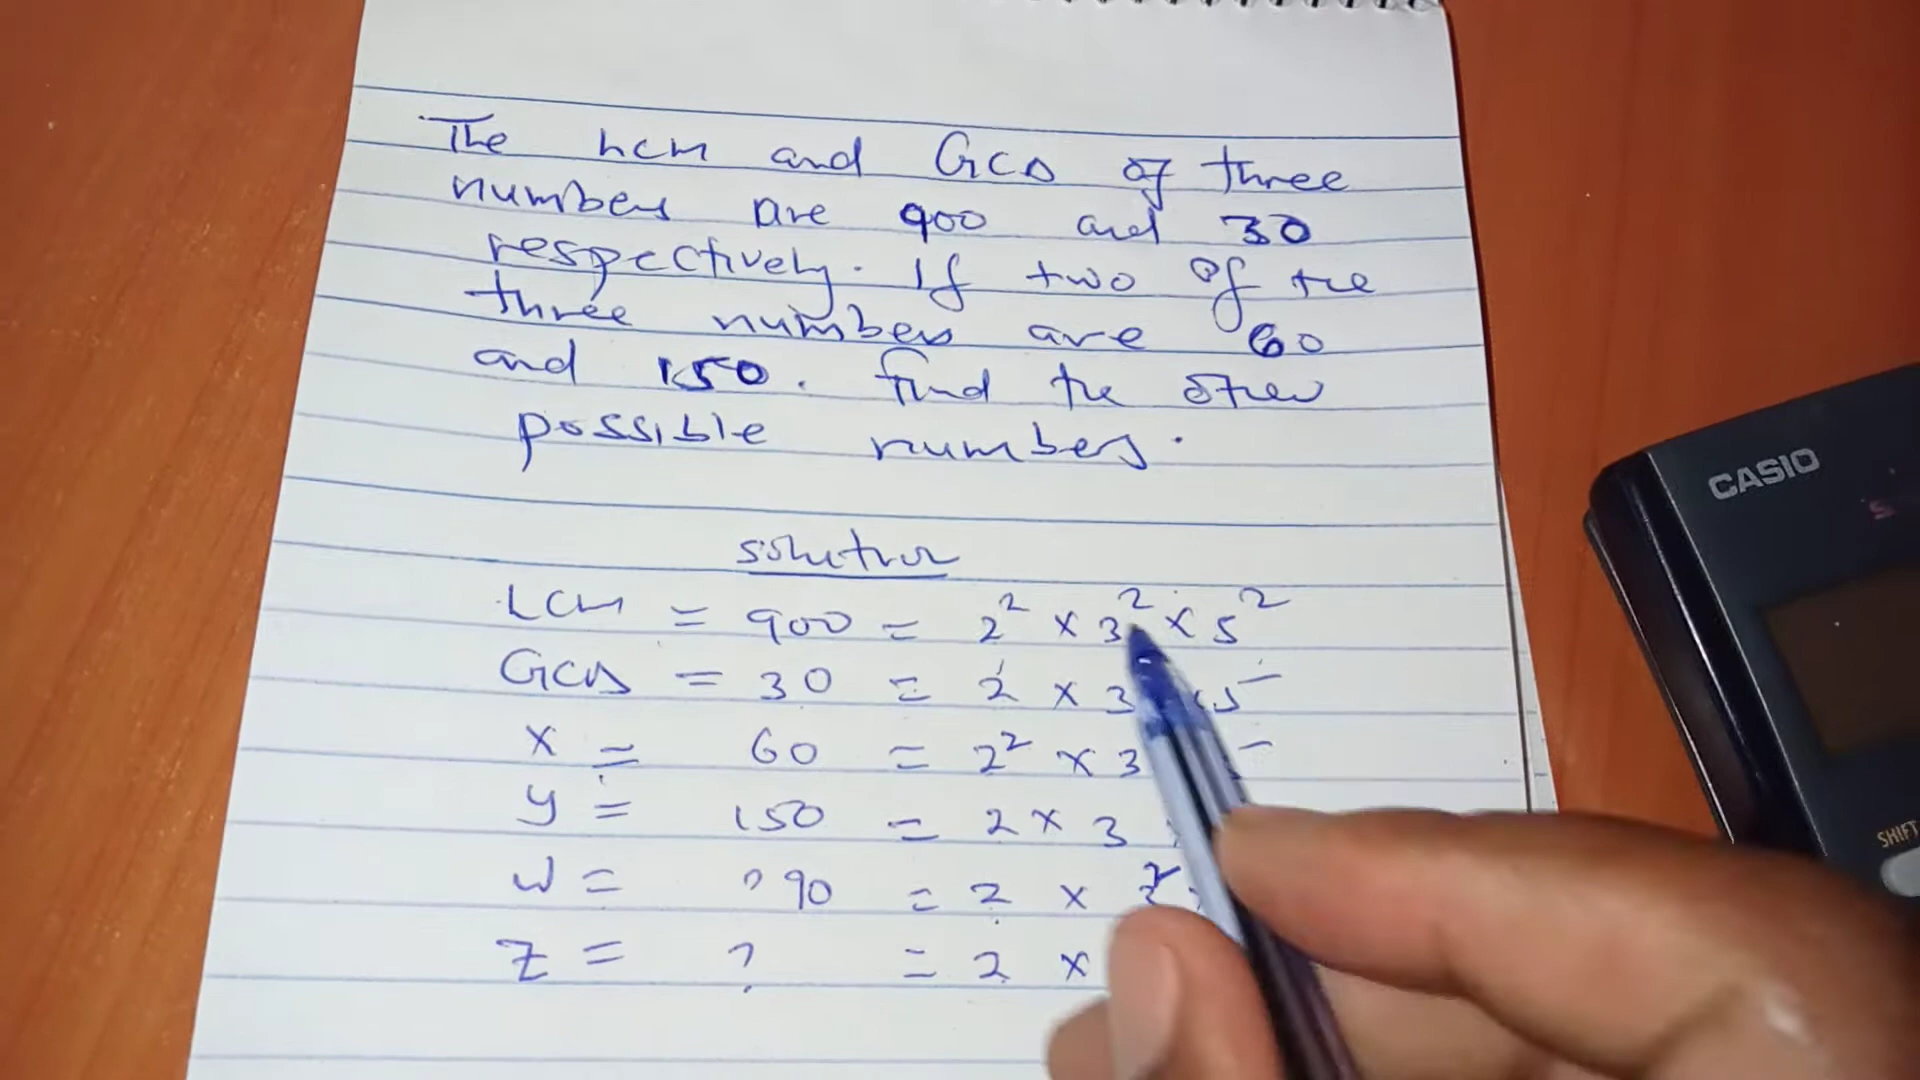 The LCM and GCD of three
numbers are 900 and 30
respectively. If two of the
three numbers are 60
and 150. find the other
possible numbers.
solution
LCM = 900 = 2² × 3² × 5²
GCD = 30 = 2 × 3 × 5
X = 60 = 2² × 3
y = 150 = 2 × 3
W = ? 90 = 2 ×
Z = ? = 2 ×
CASIO
SHIFT